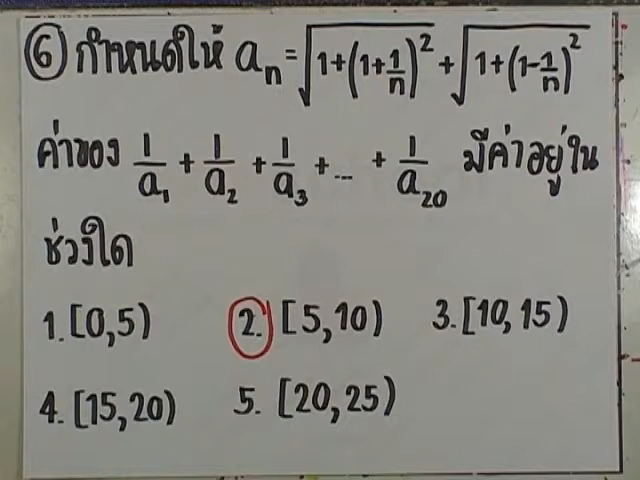 ⑥ กำหนดให้ aₙ = √(1+(1+1/n)²) + √(1+(1-1/n)²)
ค่าของ 1/a₁ + 1/a₂ + 1/a₃ + ... + 1/a₂₀ มีค่าอยู่ใน
ช่วงใด
1. [0,5) 2. [5,10) 3. [10,15)
4. [15,20) 5. [20,25)